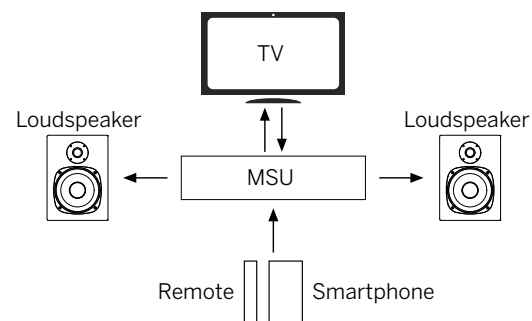 TV
Loudspeaker
Loudspeaker
MSU
Remote
Smartphone